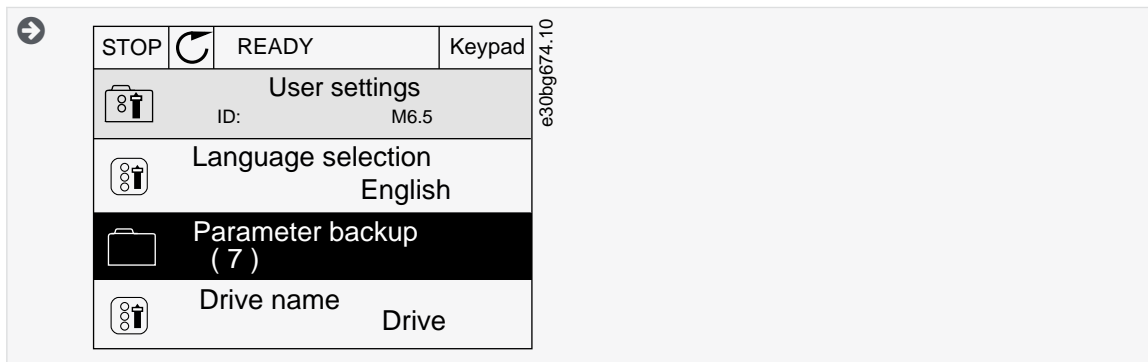 STOP READY Keypad
User settings
ID: M6.5
Language selection
English
Parameter backup
( 7 )
Drive name
Drive
e30bg674.10